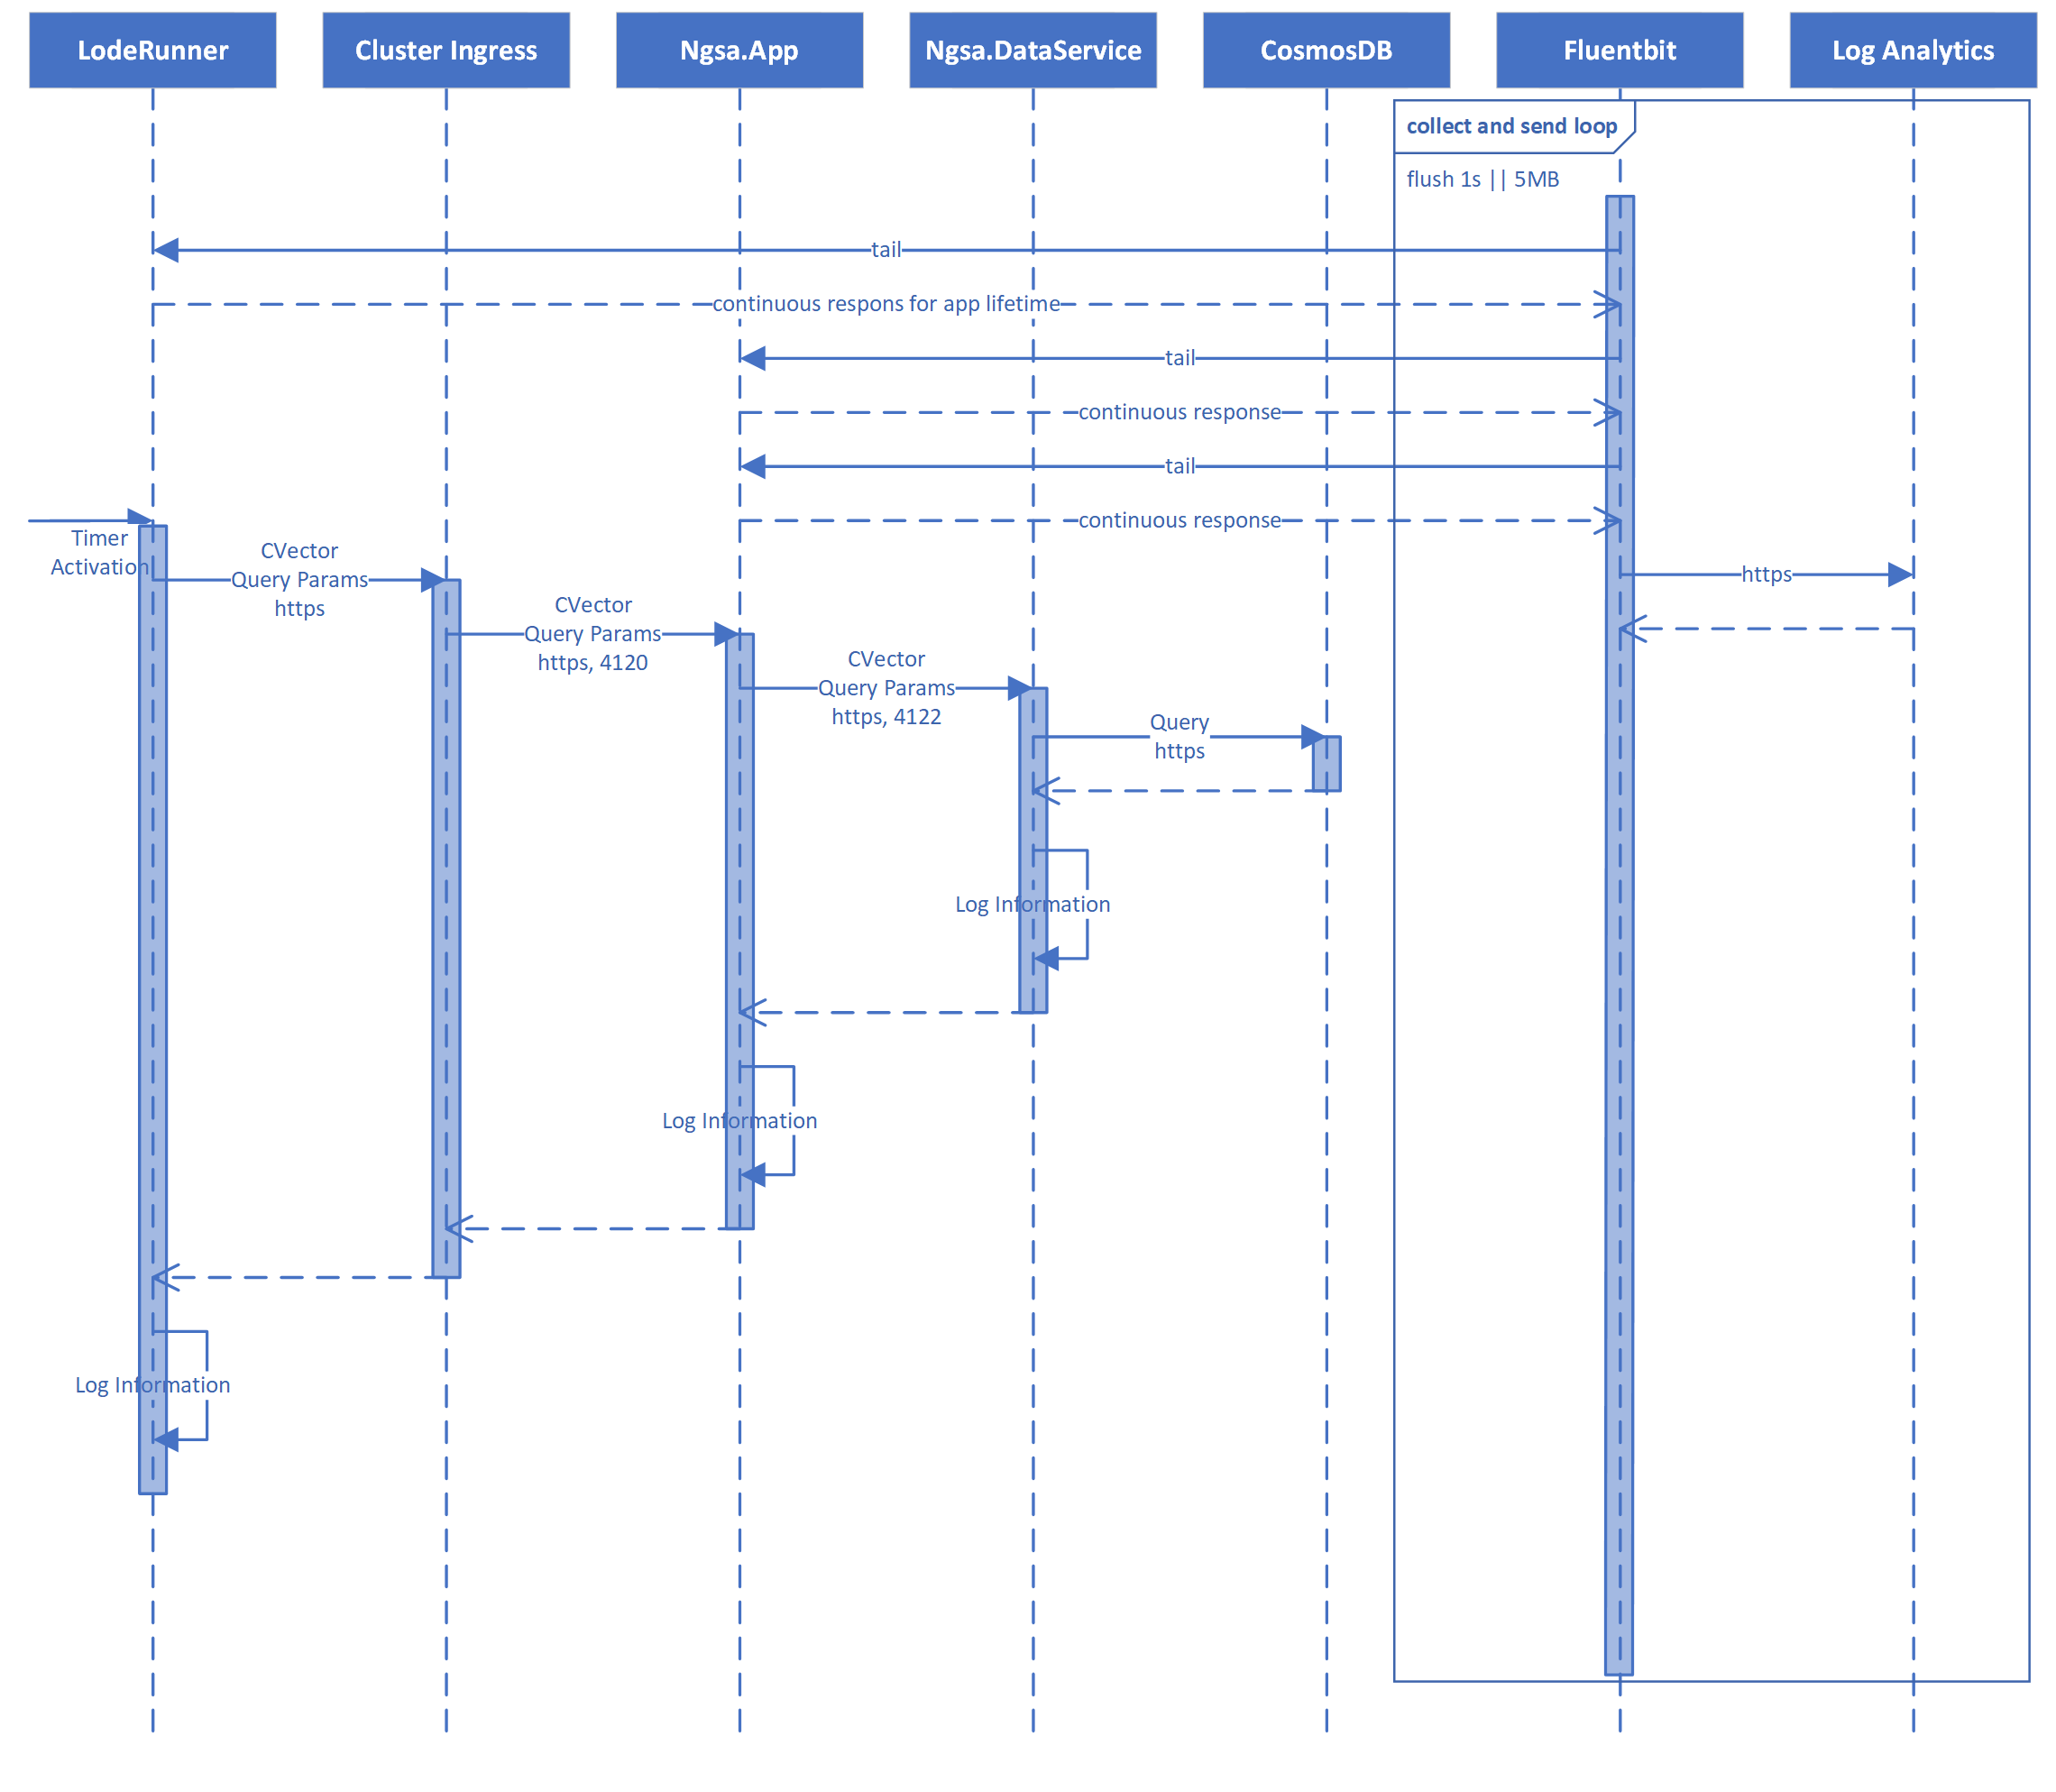 LodeRunner
Cluster Ingress
Ngsa.App
Ngsa.DataService
CosmosDB
Fluentbit
Log Analytics
collect and send loop
flush 1s || 5MB
tail
continuous respons for app lifetime
tail
continuous response
tail
continuous response
Timer
Activation
CVector
Query Params
https
https
CVector
Query Params
https, 4120
CVector
Query Params
https, 4122
Query
https
Log Information
Log Information
Log Information